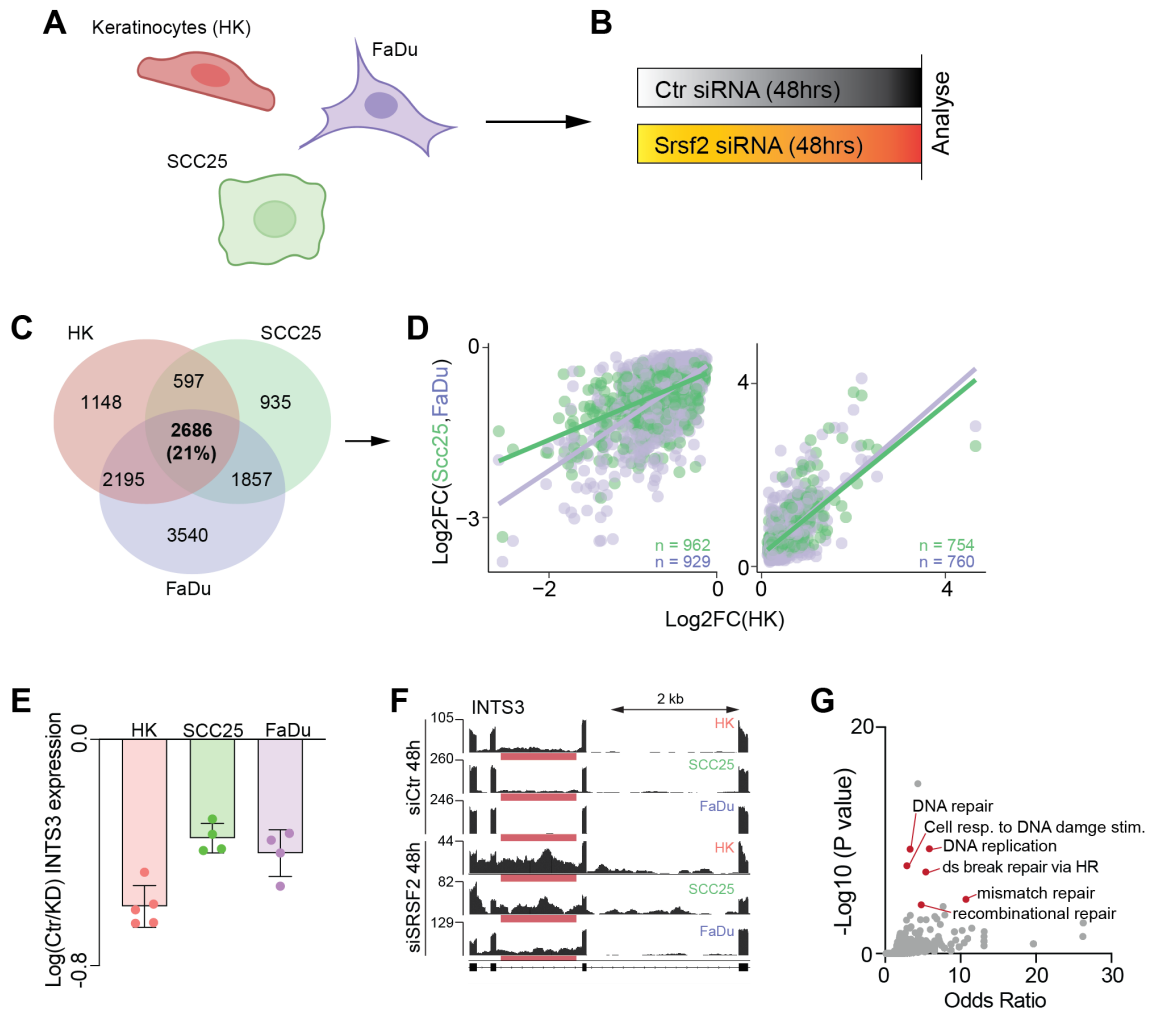 A
Keratinocytes (HK)
FaDu
SCC25
B
Ctr siRNA (48hrs)
Srsf2 siRNA (48hrs)
Analyse
C
HK
SCC25
597
1148
935
2686
(21%)
2195
1857
3540
FaDu
D
Log2FC(Scc25,FaDu)
0
−3
n = 962
n = 929
−2
0
4
0
n = 754
n = 760
0
4
Log2FC(HK)
E
Log(Ctr/KD) INTS3 expression
0.0
-0.8
HK
SCC25
FaDu
F
INTS3
2 kb
siCtr 48h
105
HK
260
SCC25
246
FaDu
siSRSF2 48h
44
HK
82
SCC25
129
FaDu
G
-Log10 (P value)
20
0
DNA repair
Cell resp. to DNA damge stim.
DNA replication
ds break repair via HR
mismatch repair
recombinational repair
0
10
20
30
Odds Ratio